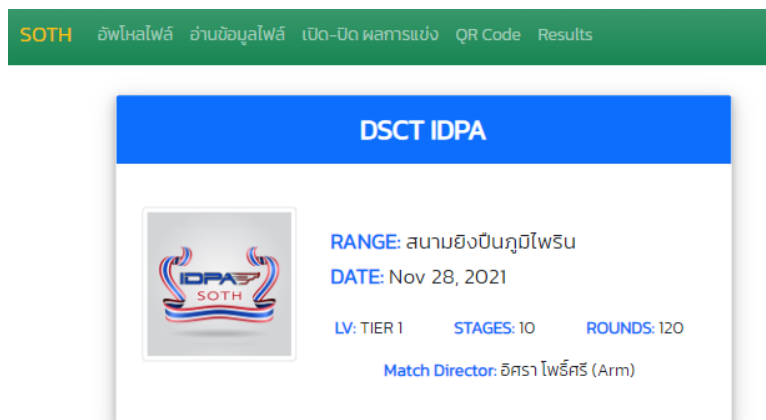 SOTH อัพโหลไฟล์ อ่านข้อมูลไฟล์ เปิด-ปิด ผลการแข่ง QR Code Results
DSCT IDPA
IDPA
SOTH
RANGE: สนามยิงปืนภูมิไพริน
DATE: Nov 28, 2021
LV: TIER 1 STAGES: 10 ROUNDS: 120
Match Director: อิศรา โพธิ์ศรี (Arm)